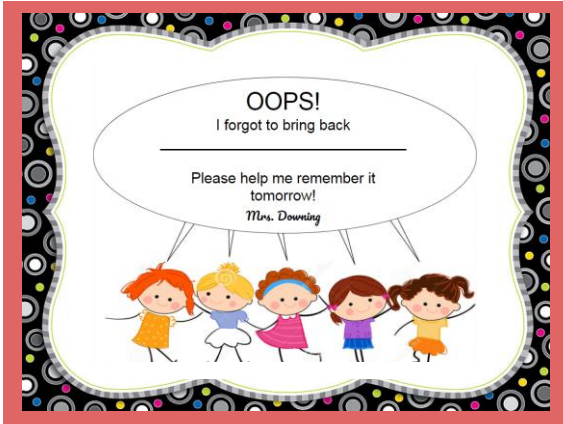 OOPS!
I forgot to bring back
Please help me remember it
tomorrow!
Mrs. Downing